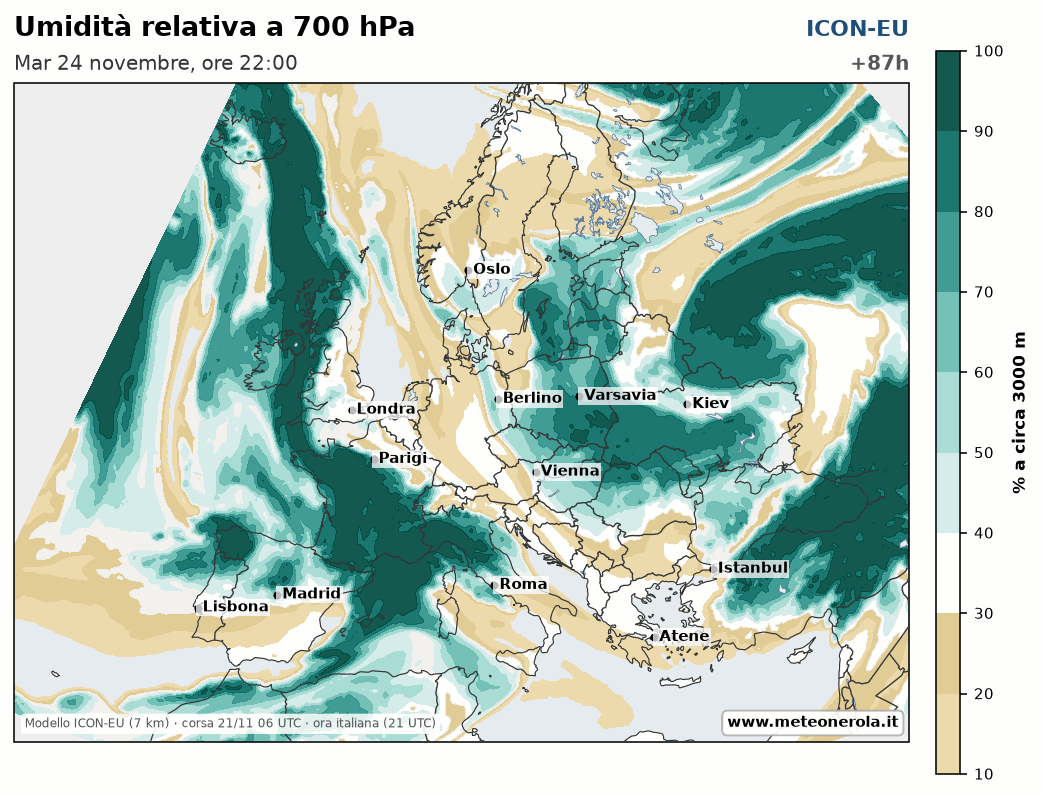 Umidità relativa a 700 hPa
ICON-EU
Mar 24 novembre, ore 22:00
+87h
100
90
80
70
60
50
40
30
20
10
% a circa 3000 m
Oslo
Berlino
Varsavia
Kiev
Londra
Parigi
Vienna
Istanbul
Roma
Madrid
Lisbona
Atene
Modello ICON-EU (7 km) · corsa 21/11 06 UTC · ora italiana (21 UTC)
www.meteonerola.it